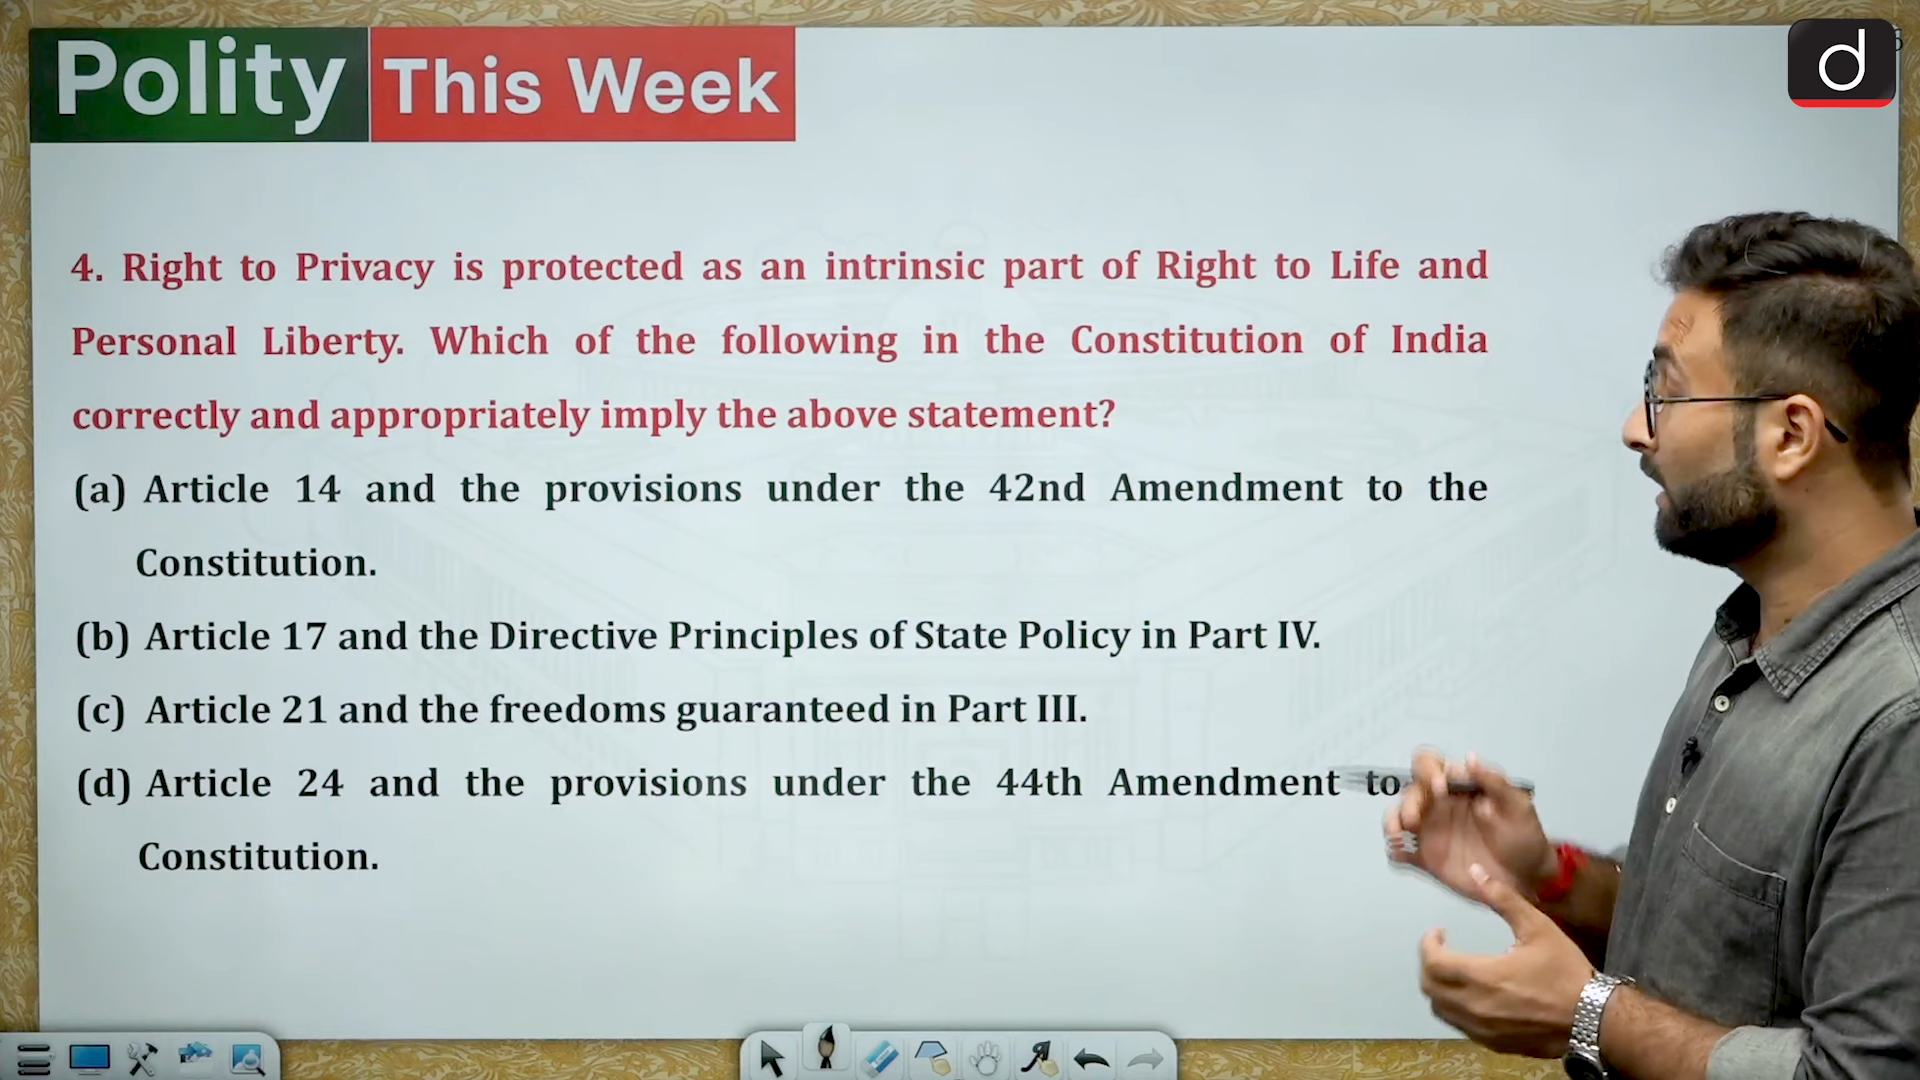 Polity This Week
d
4. Right to Privacy is protected as an intrinsic part of Right to Life and
Personal Liberty. Which of the following in the Constitution of India
correctly and appropriately imply the above statement?
(a) Article 14 and the provisions under the 42nd Amendment to the
Constitution.
(b) Article 17 and the Directive Principles of State Policy in Part IV.
(c) Article 21 and the freedoms guaranteed in Part III.
(d) Article 24 and the provisions under the 44th Amendment to
Constitution.